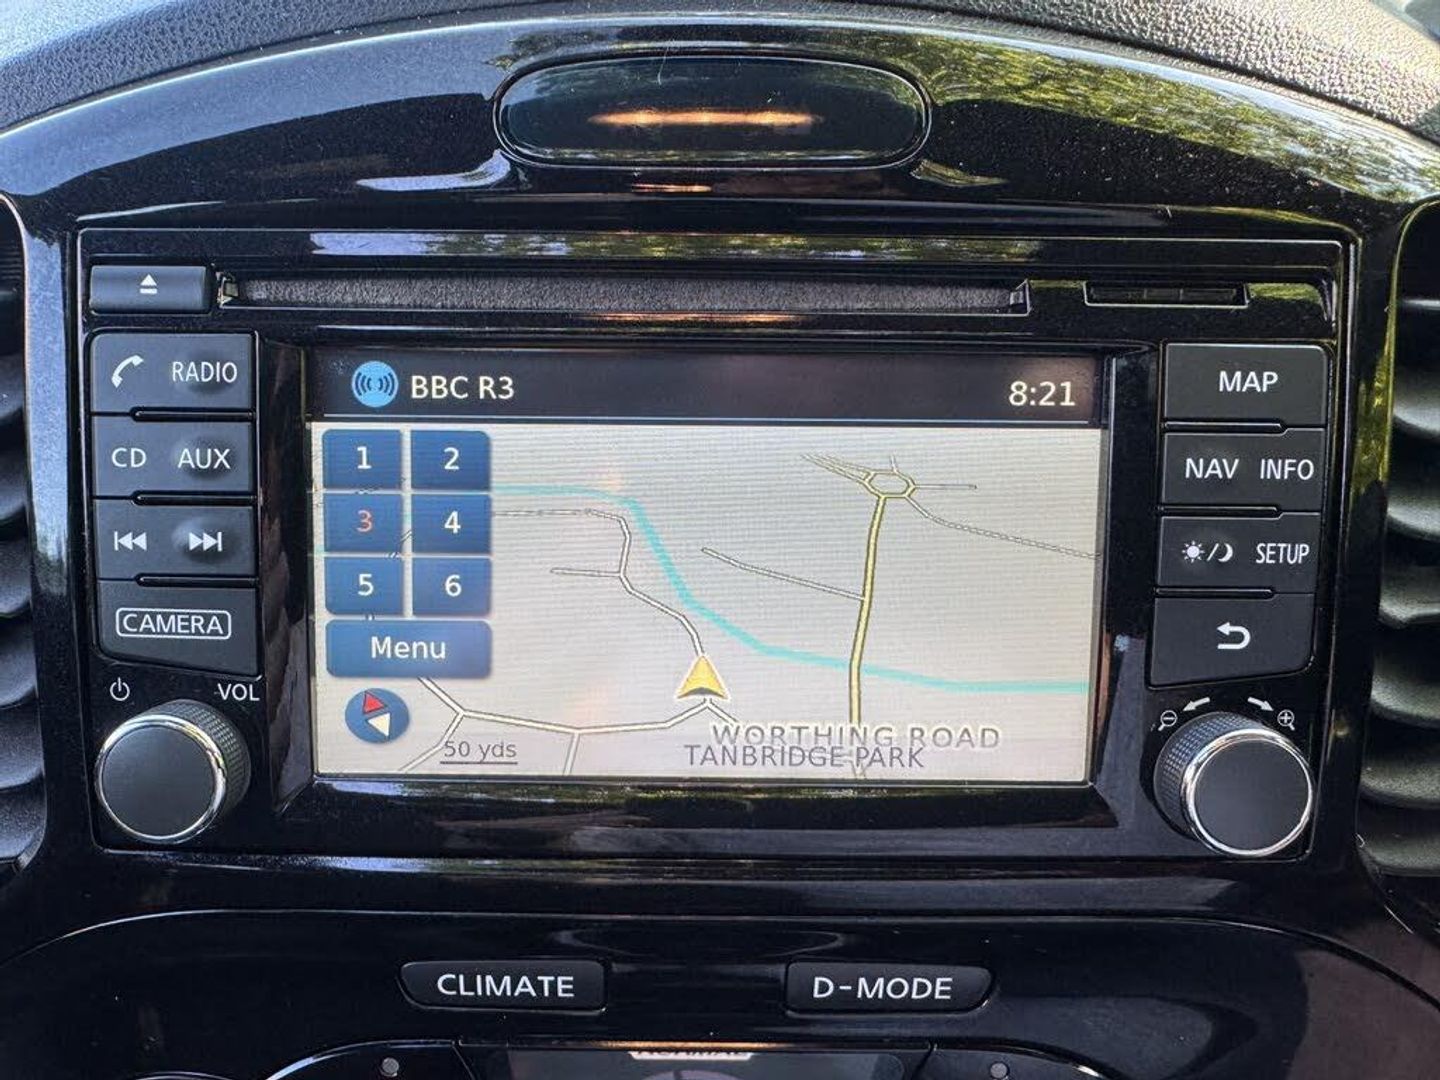 BBC R3 8:21
RADIO
CD AUX
CAMERA
VOL
1 2
3 4
5 6
Menu
50 yds
WORTHING ROAD
TANBRIDGE PARK
MAP
NAV INFO
SETUP
CLIMATE D-MODE